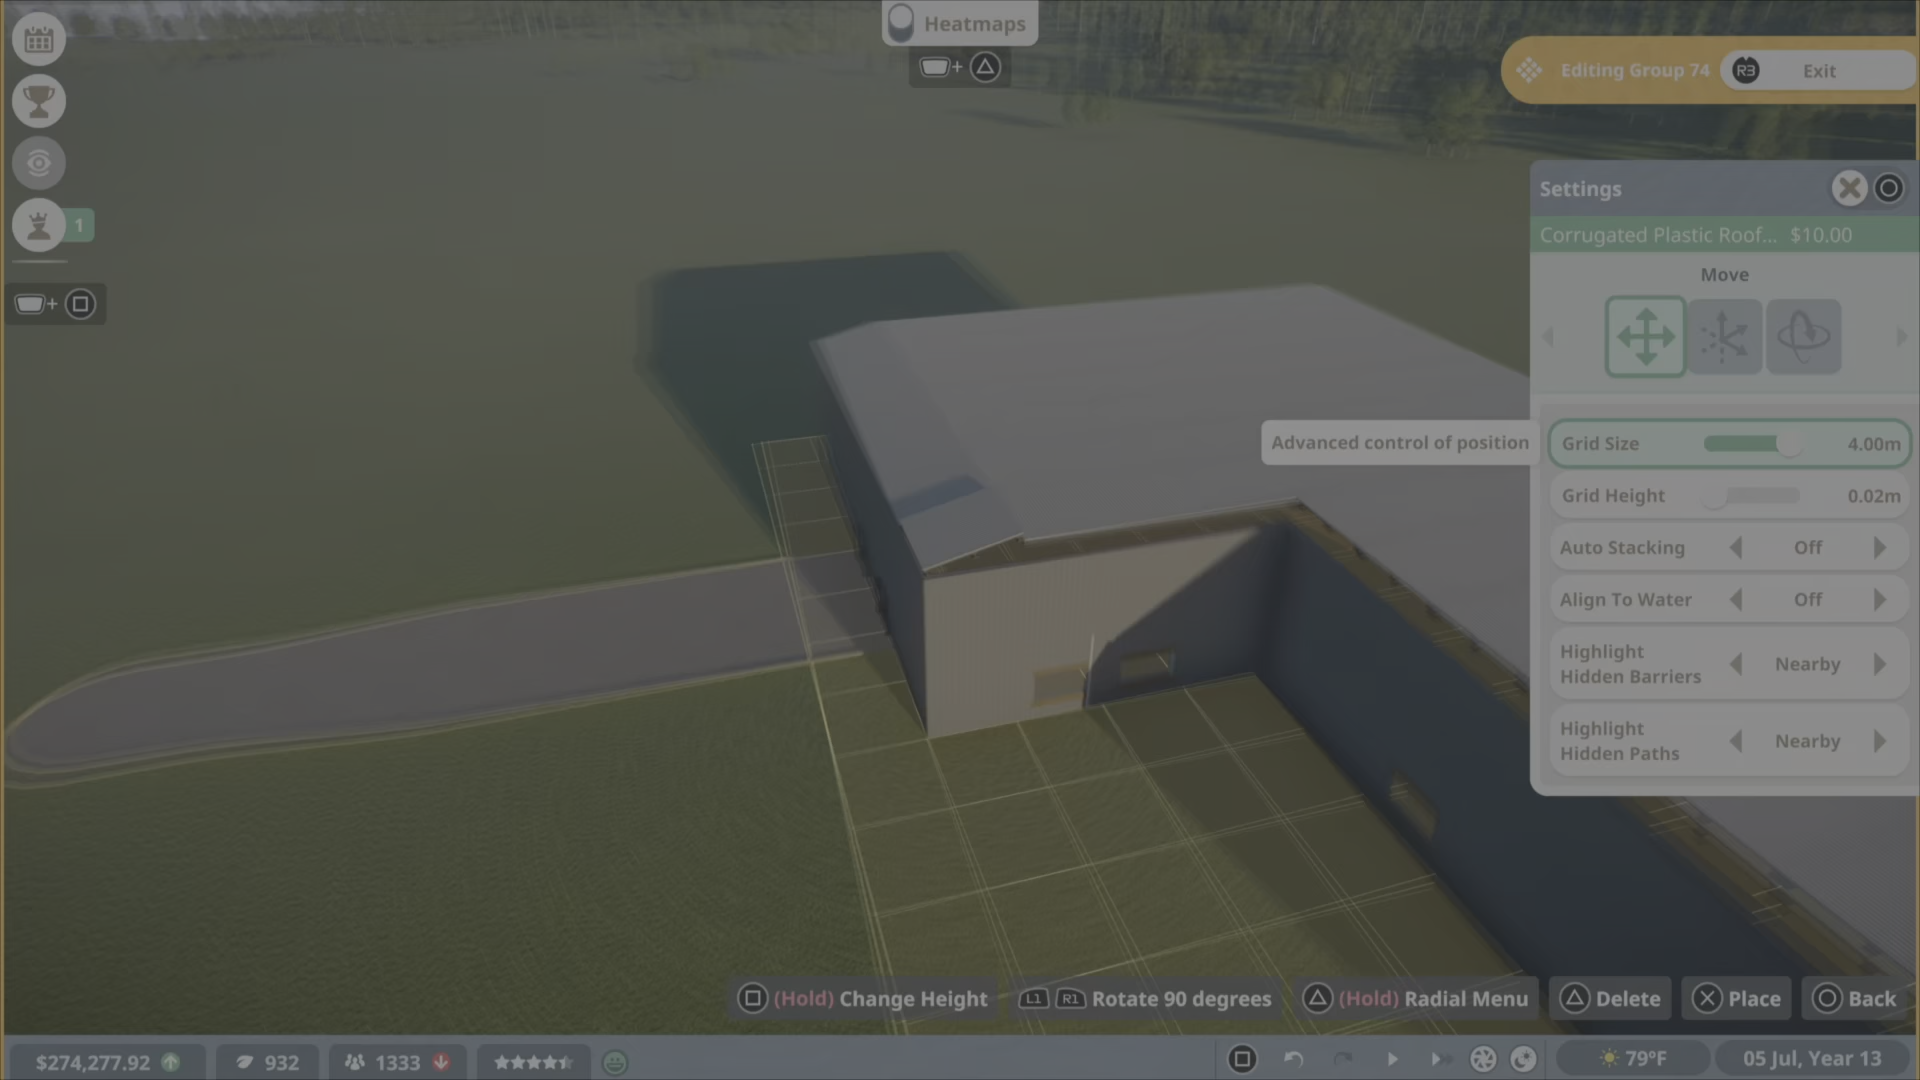 Heatmaps
+
Editing Group 74
R3
Exit
1
+
Settings
Corrugated Plastic Roof... $10.00
Move
Advanced control of position
Grid Size 4.00m
Grid Height 0.02m
Auto Stacking Off
Align To Water Off
Highlight
Hidden Barriers
Nearby
Highlight
Hidden Paths
Nearby
(Hold) Change Height
L1 R1 Rotate 90 degrees
(Hold) Radial Menu
Delete
Place
Back
$274,277.92
932
1333
79°F
05 Jul, Year 13